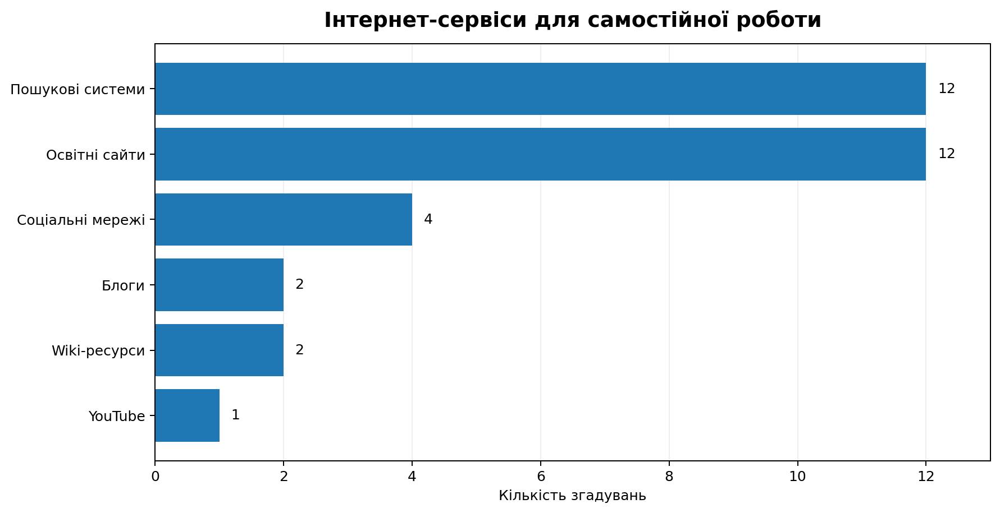 Інтернет-сервіси для самостійної роботи
Пошукові системи
12
Освітні сайти
12
Соціальні мережі
4
Блоги
2
Wiki-ресурси
2
YouTube
1
0 2 4 6 8 10 12
Кількість згадувань